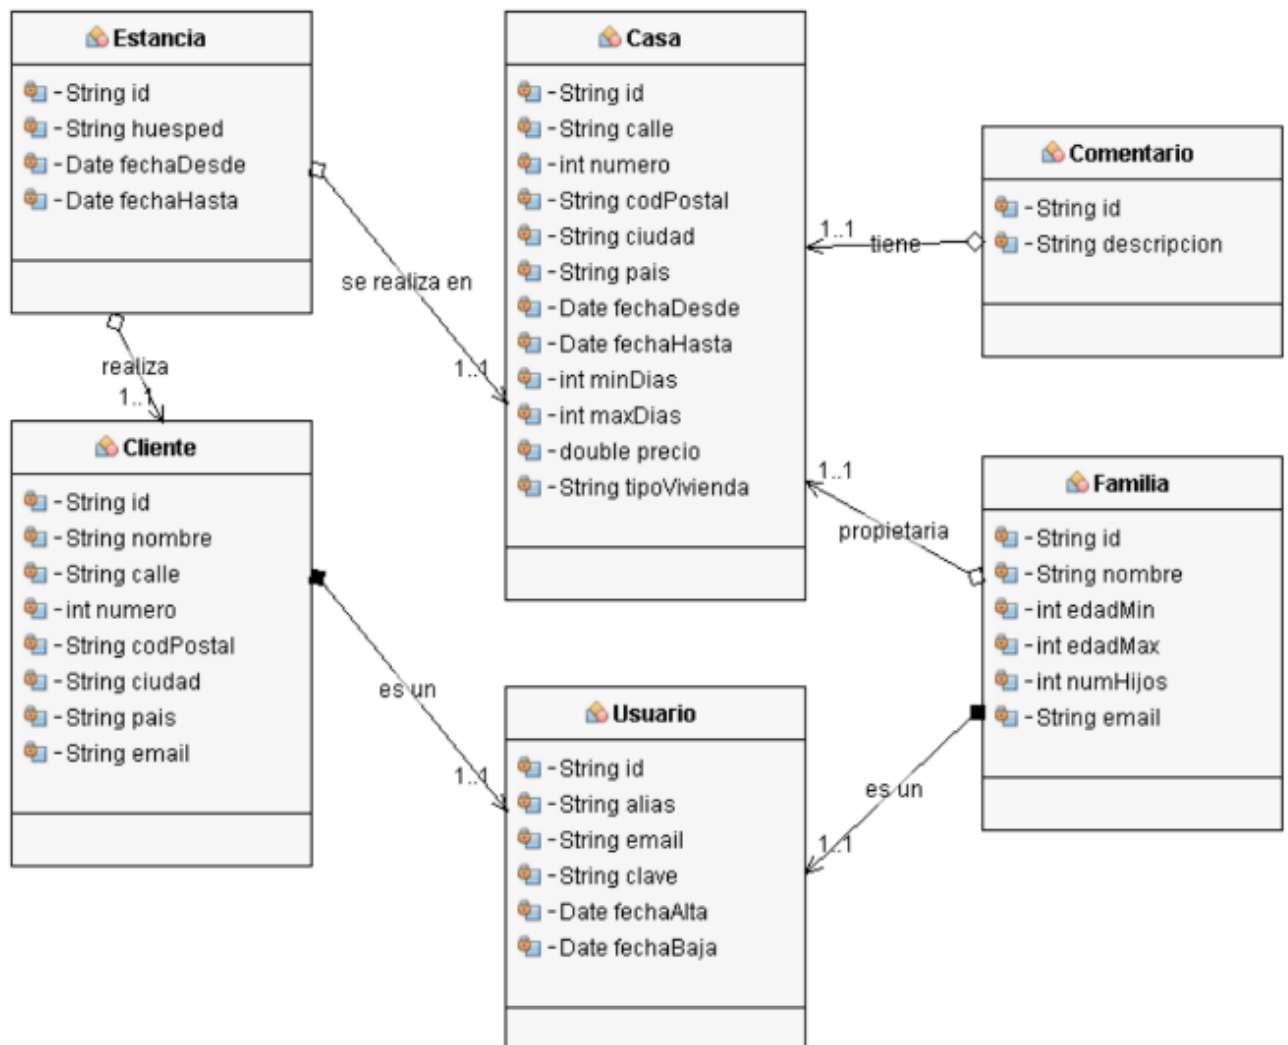 Estancia
-String id
-String huesped
-Date fechaDesde
-Date fechaHasta
Casa
-String id
-String calle
-int numero
-String codPostal
-String ciudad
-String pais
-Date fechaDesde
-Date fechaHasta
-int minDias
-int maxDias
-double precio
-String tipoVivienda
Comentario
-String id
-String descripcion
1..1
tiene
se realiza en
1..1
realiza
1..1
Cliente
-String id
-String nombre
-String calle
-int numero
-String codPostal
-String ciudad
-String pais
-String email
1..1
propietaria
Familia
-String id
-String nombre
-int edadMin
-int edadMax
-int numHijos
-String email
es un
1..1
Usuario
-String id
-String alias
-String email
-String clave
-Date fechaAlta
-Date fechaBaja
es un
1..1